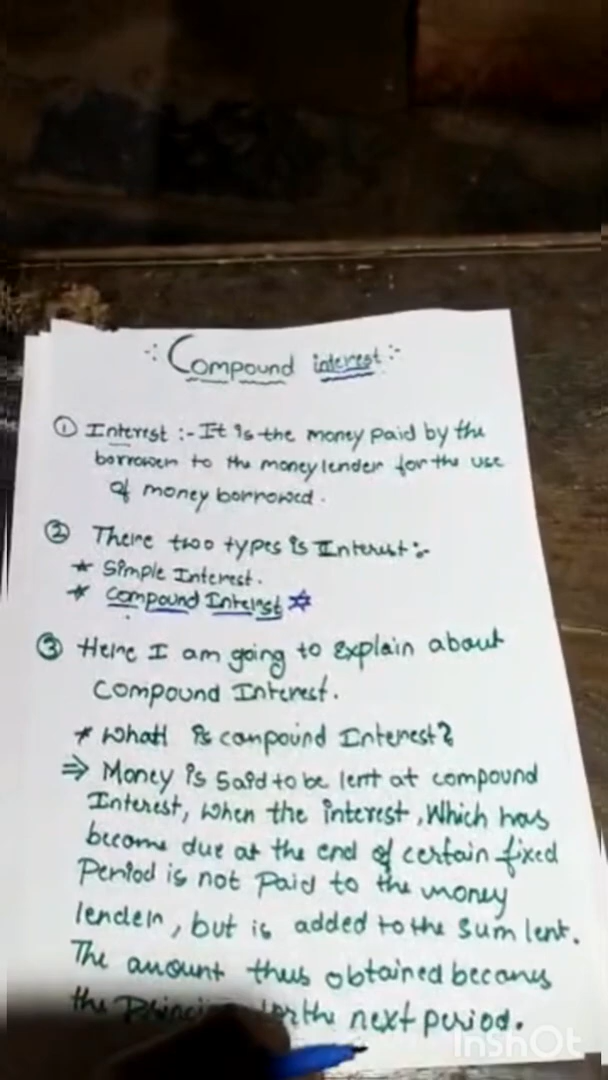 ∴ Compound interest :-
① Interest :- It is the money paid by the
borrower to the money lender for the use
of money borrowed.
② There two types is Interest :-
* Simple Interest.
* Compound Interst ☆
③ Here I am going to Explain about
Compound Interest.
* What is compound Interest?
⇒ Money is said to be lent at compound
Interest, when the interest, which has
become due at the end of certain fixed
Period is not paid to the money
lender, but is added to the sum lent.
The amount thus obtained becomes
the for the next period.
InShOt